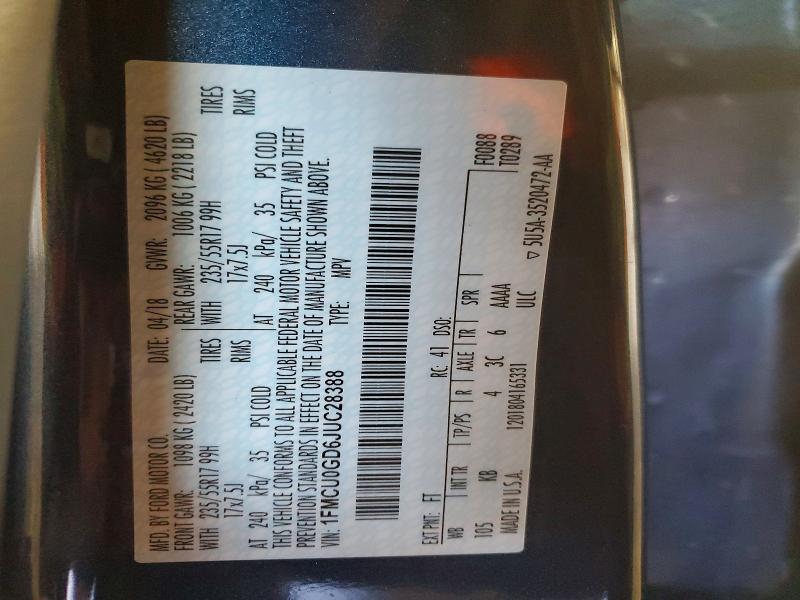 MFD. BY FORD MOTOR CO. DATE: 04/18 GVWR: 2096 KG ( 4620 LB)
FRONT GAWR: 1098 KG ( 2420 LB) REAR GAWR: 1006 KG ( 2218 LB)
WITH 235/55R17 99H TIRES WITH 235/55R17 99H TIRES
17x7.5J RIMS 17x7.5J RIMS
AT 240 kPa/ 35 PSI COLD AT 240 kPa/ 35 PSI COLD
THIS VEHICLE CONFORMS TO ALL APPLICABLE FEDERAL MOTOR VEHICLE SAFETY AND THEFT
PREVENTION STANDARDS IN EFFECT ON THE DATE OF MANUFACTURE SHOWN ABOVE.
VIN: 1FMCU0GD6JUC28388 TYPE: MPV
EXT PNT: FT RC: 41 DSO: F0088
WB INT TR TP/PS R AXLE TR SPR T0289
105 KB 4 3C 6 AAAA
MADE IN U.S.A. 1201804165331 ULC ▽ 5U5A-3520472-AA